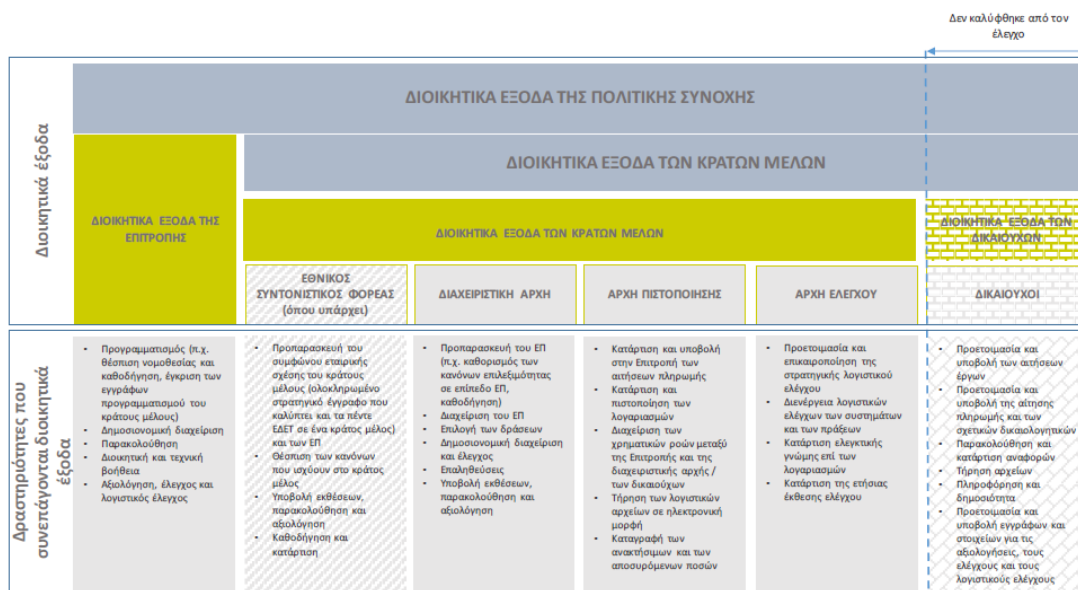 Δεν καλύφθηκε από τον
έλεγχο
Διοικητικά έξοδα
ΔΙΟΙΚΗΤΙΚΑ ΕΞΟΔΑ ΤΗΣ ΠΟΛΙΤΙΚΗΣ ΣΥΝΟΧΗΣ
ΔΙΟΙΚΗΤΙΚΑ ΕΞΟΔΑ ΤΩΝ ΚΡΑΤΩΝ ΜΕΛΩΝ
ΔΙΟΙΚΗΤΙΚΑ ΕΞΟΔΑ ΤΗΣ
ΕΠΙΤΡΟΠΗΣ
ΔΙΟΙΚΗΤΙΚΑ ΕΞΟΔΑ ΤΩΝ ΚΡΑΤΩΝ ΜΕΛΩΝ
ΔΙΟΙΚΗΤΙΚΑ ΕΞΟΔΑ ΤΩΝ
ΔΙΚΑΙΟΥΧΩΝ
ΕΘΝΙΚΟΣ
ΣΥΝΤΟΝΙΣΤΙΚΟΣ ΦΟΡΕΑΣ
(όπου υπάρχει)
ΔΙΑΧΕΙΡΙΣΤΙΚΗ ΑΡΧΗ
ΑΡΧΗ ΠΙΣΤΟΠΟΙΗΣΗΣ
ΑΡΧΗ ΕΛΕΓΧΟΥ
ΔΙΚΑΙΟΥΧΟΙ
Δραστηριότητες που
συνεπάγονται διοικητικά
έξοδα
• Προγραμματισμός (π.χ.
θέσπιση νομοθεσίας και
καθοδήγηση, έγκριση των
εγγράφων
προγραμματισμού του
κράτους μέλους)
• Δημοσιονομική διαχείριση
• Παρακολούθηση
• Διοικητική και τεχνική
βοήθεια
• Αξιολόγηση, έλεγχος και
λογιστικός έλεγχος
• Προπαρασκευή του
συμφώνου εταιρικής
σχέσης του κράτους
μέλους (ολοκληρωμένο
στρατηγικό έγγραφο που
καλύπτει και τα πέντε
ΕΔΕΤ σε ένα κράτος μέλος)
και των ΕΠ
• Θέσπιση των κανόνων
που ισχύουν στο κράτος
μέλος
• Υποβολή εκθέσεων,
παρακολούθηση και
αξιολόγηση
• Καθοδήγηση και
κατάρτιση
• Προπαρασκευή του ΕΠ
(π.χ. καθορισμός των
κανόνων επιλεξιμότητας
σε επίπεδο ΕΠ,
καθοδήγηση)
• Διαχείριση του ΕΠ
• Επιλογή των δράσεων
• Δημοσιονομική διαχείριση
και έλεγχος
• Επαληθεύσεις
• Υποβολή εκθέσεων,
παρακολούθηση και
αξιολόγηση
• Κατάρτιση και υποβολή
στην Επιτροπή των
αιτήσεων πληρωμής
• Κατάρτιση και
πιστοποίηση των
λογαριασμών
• Διαχείριση των
χρηματικών ροών μεταξύ
της Επιτροπής και της
διαχειριστικής αρχής /
των δικαιούχων
• Τήρηση των λογιστικών
αρχείων σε ηλεκτρονική
μορφή
• Καταγραφή των
ανακτήσιμων και των
αποσυρόμενων ποσών
• Προετοιμασία και
επικαιροποίηση της
στρατηγικής λογιστικού
ελέγχου
• Διενέργεια λογιστικών
ελέγχων των συστημάτων
και των πράξεων
• Κατάρτιση ελεγκτικής
γνώμης επί των
λογαριασμών
• Κατάρτιση της ετήσιας
έκθεσης ελέγχου
• Προετοιμασία και
υποβολή των αιτήσεων
έργων
• Προετοιμασία και
υποβολή της αίτησης
πληρωμής και των
σχετικών δικαιολογητικών
• Παρακολούθηση και
κατάρτιση αναφορών
• Τήρηση αρχείων
• Πληροφόρηση και
δημοσιότητα
• Προετοιμασία και
υποβολή εγγράφων και
στοιχείων για τις
αξιολογήσεις, τους
ελέγχους και τους
λογιστικούς ελέγχους